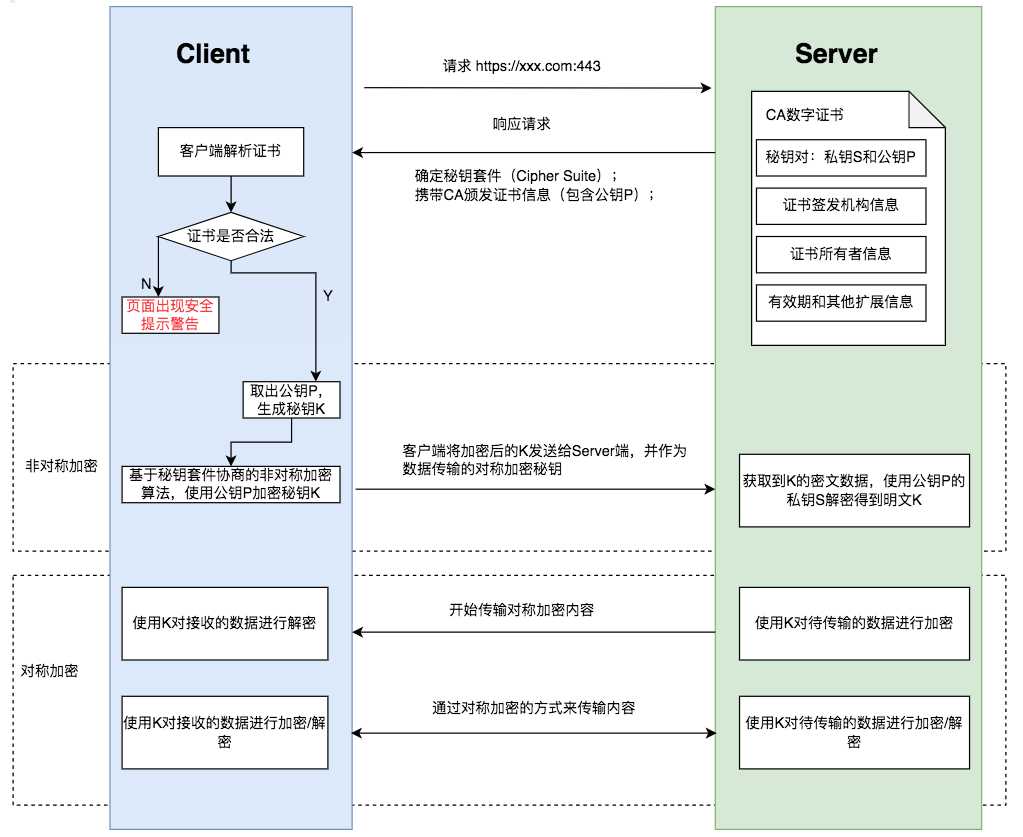 Client
Server
请求 https://xxx.com:443
响应请求
确定秘钥套件（Cipher Suite）；
携带CA颁发证书信息（包含公钥P）；
CA数字证书
秘钥对：私钥S和公钥P
证书签发机构信息
证书所有者信息
有效期和其他扩展信息
客户端解析证书
证书是否合法
N
Y
页面出现安全
提示警告
取出公钥P，
生成秘钥K
非对称加密
基于秘钥套件协商的非对称加密
算法，使用公钥P加密秘钥K
客户端将加密后的K发送给Server端，并作为
数据传输的对称加密秘钥
获取到K的密文数据，使用公钥P的
私钥S解密得到明文K
对称加密
使用K对接收的数据进行解密
开始传输对称加密内容
使用K对待传输的数据进行加密
使用K对接收的数据进行加密/解
密
通过对称加密的方式来传输内容
使用K对待传输的数据进行加密/解
密